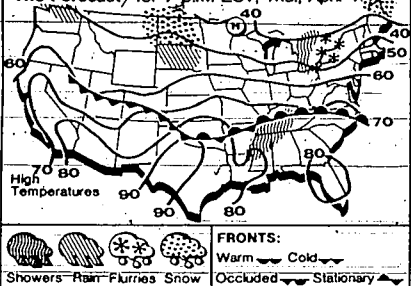 40
40
50
60
60
70
70 80
80
High
Temperatures
90
90
80
FRONTS:
Warm Cold
Showers Rain Flurries Snow
Occluded Stationary